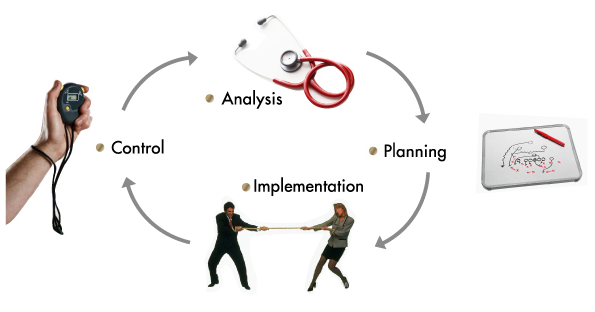 Analysis
Control
Planning
Implementation